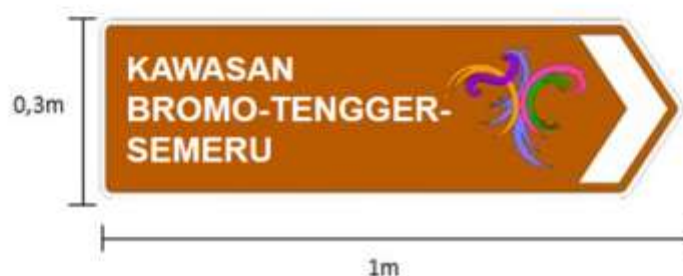 KAWASAN
BROMO-TENGGER-
SEMERU
0,3m
1m